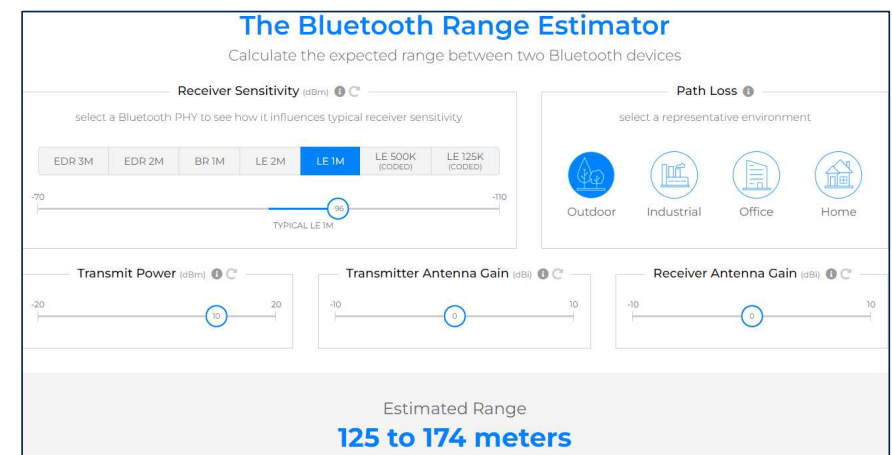 The Bluetooth Range Estimator
Calculate the expected range between two Bluetooth devices
Receiver Sensitivity (dBm)
select a Bluetooth PHY to see how it influences typical receiver sensitivity
EDR 3M
EDR 2M
BR 1M
LE 2M
LE 1M
LE 500K
(CODED)
LE 125K
(CODED)
-70
-110
-96
TYPICAL LE 1M
Path Loss
select a representative environment
Outdoor
Industrial
Office
Home
Transmit Power (dBm)
-20
20
10
Transmitter Antenna Gain (dBi)
-10
10
0
Receiver Antenna Gain (dBi)
-10
10
0
Estimated Range
125 to 174 meters